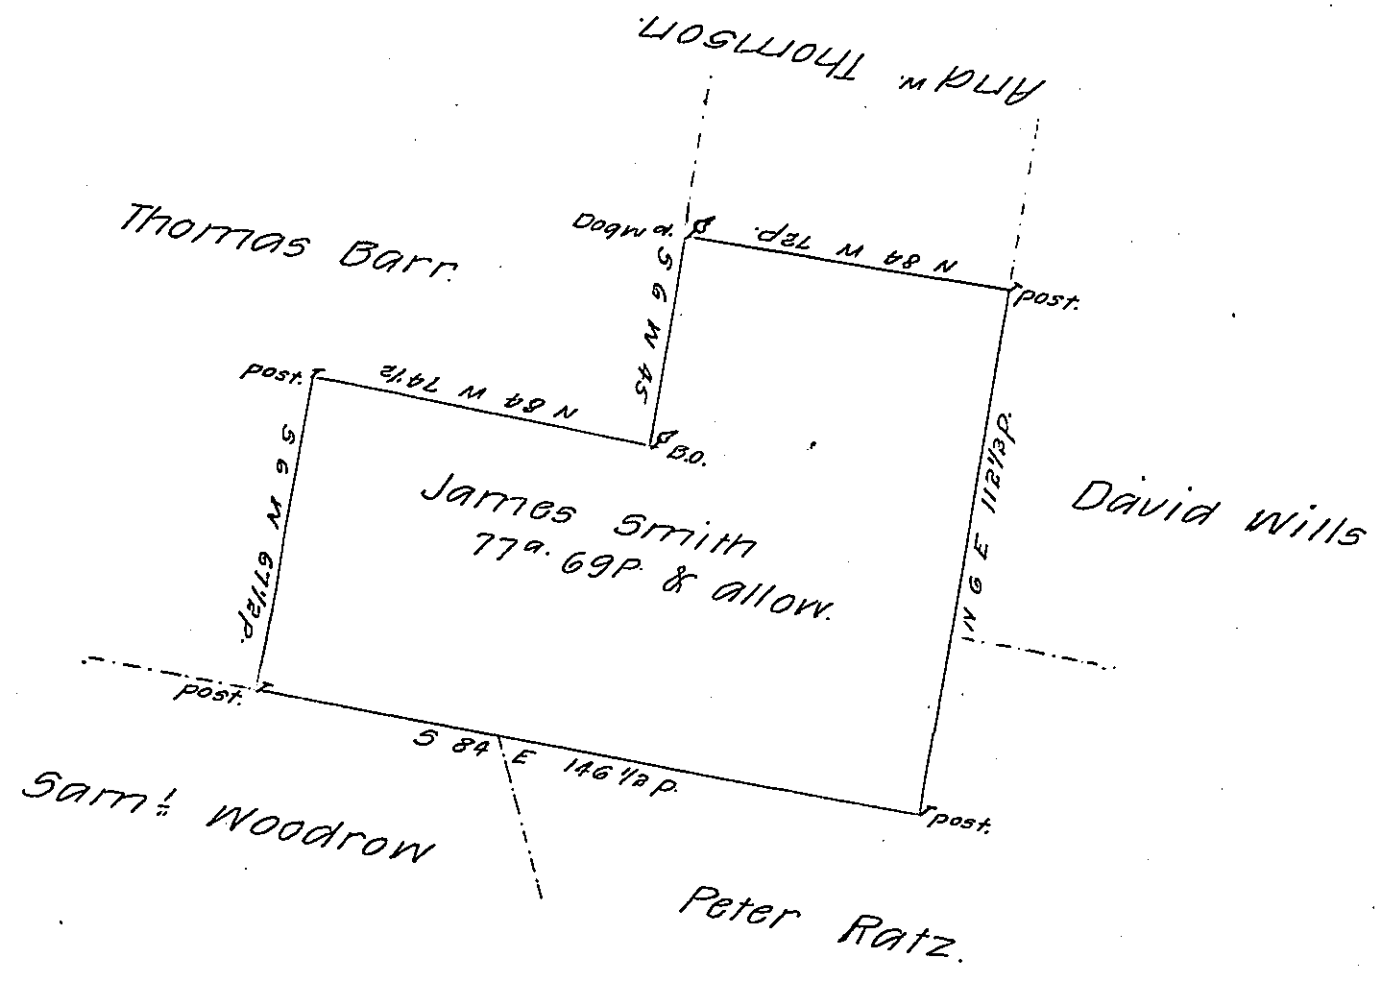 Andw. Thomson
Thomas Barr.
Dogwd.
N 84 W 72p.
post.
S 6 W 45
post.
N 84 W 74½
B.O.
S 6 W 67½p.
James Smith
77a. 69p. & allow.
N 6 E 112½p.
David Wills
post.
S 84 E 146½p.
post.
Saml. Woodrow
Peter Ratz.